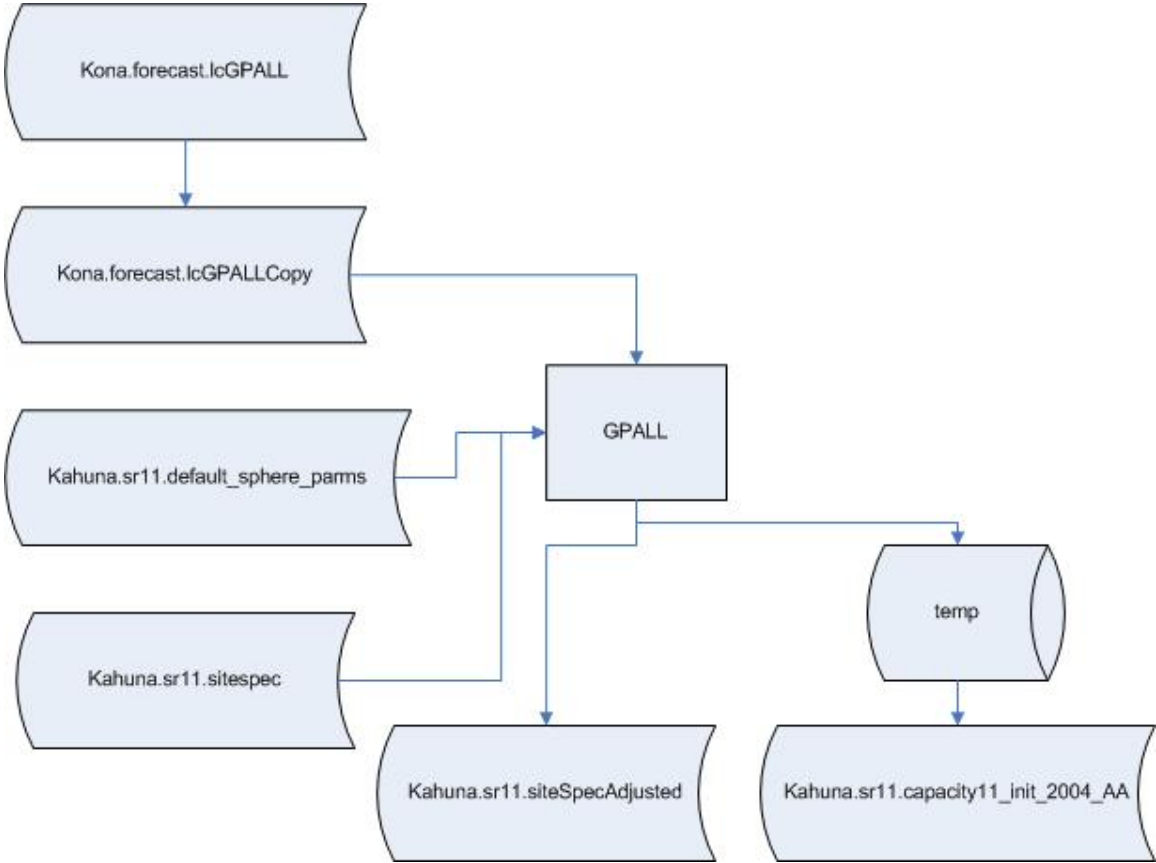 Kona.forecast.lcGPALL
Kona.forecast.lcGPALLCopy
GPALL
Kahuna.sr11.default_sphere_parms
temp
Kahuna.sr11.sitespec
Kahuna.sr11.siteSpecAdjusted
Kahuna.sr11.capacity11_init_2004_AA